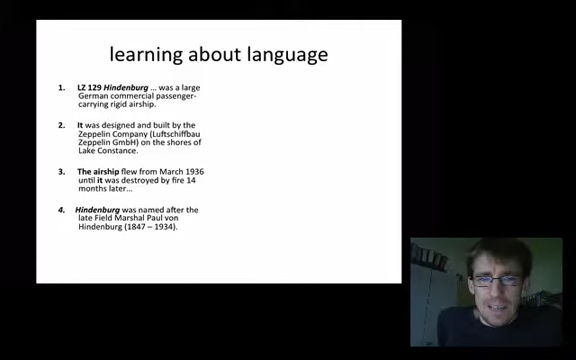 learning about language
1. LZ 129 Hindenburg ... was a large
German commercial passenger-
carrying rigid airship.
2. It was designed and built by the
Zeppelin Company (Luftschiffbau
Zeppelin GmbH) on the shores of
Lake Constance.
3. The airship flew from March 1936
until it was destroyed by fire 14
months later...
4. Hindenburg was named after the
late Field Marshal Paul von
Hindenburg (1847 – 1934).